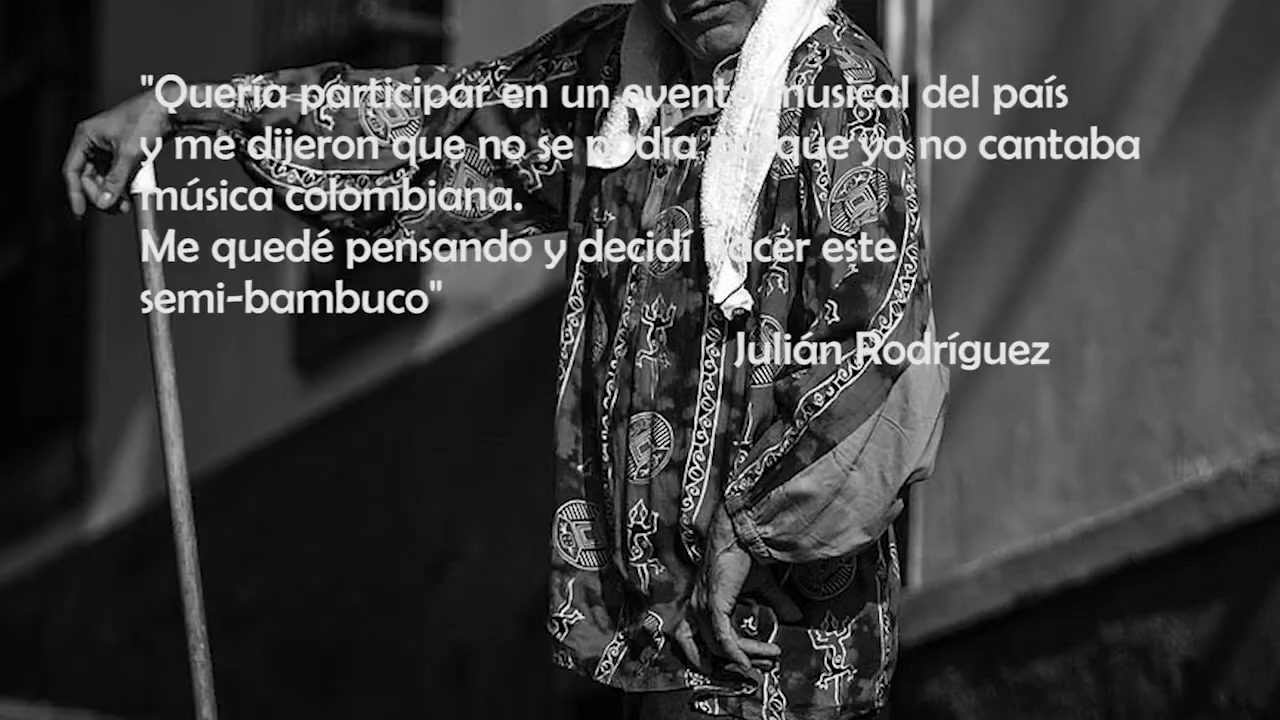 "Quería participar en un evento musical del país
y me dijeron que no se podía porque yo no cantaba
música colombiana.
Me quedé pensando y decidí hacer este
semi-bambuco"
Julián Rodríguez